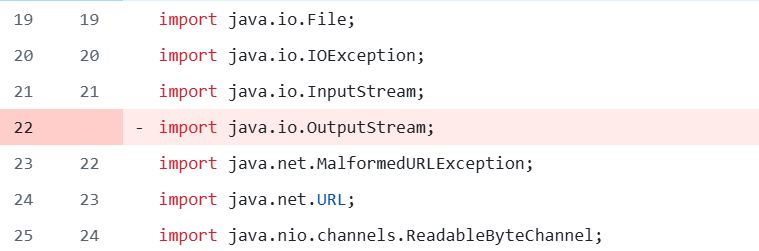 19 19 import java.io.File;
20 20 import java.io.IOException;
21 21 import java.io.InputStream;
22 - import java.io.OutputStream;
23 22 import java.net.MalformedURLException;
24 23 import java.net.URL;
25 24 import java.nio.channels.ReadableByteChannel;